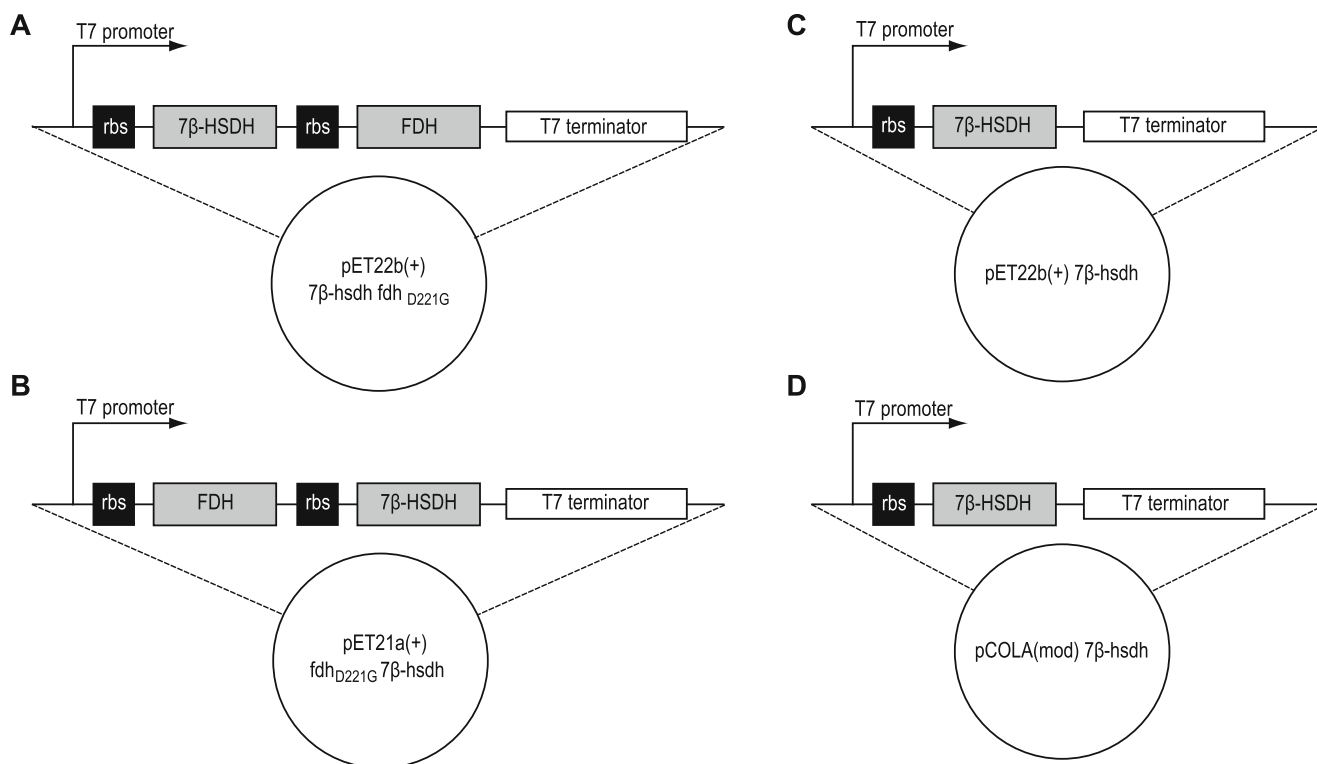 A
T7 promoter
rbs 7β-HSDH rbs FDH T7 terminator
pET22b(+)
7β-hsdh fdh D221G
B
T7 promoter
rbs FDH rbs 7β-HSDH T7 terminator
pET21a(+)
fdhD221G 7β-hsdh
C
T7 promoter
rbs 7β-HSDH T7 terminator
pET22b(+) 7β-hsdh
D
T7 promoter
rbs 7β-HSDH T7 terminator
pCOLA(mod) 7β-hsdh